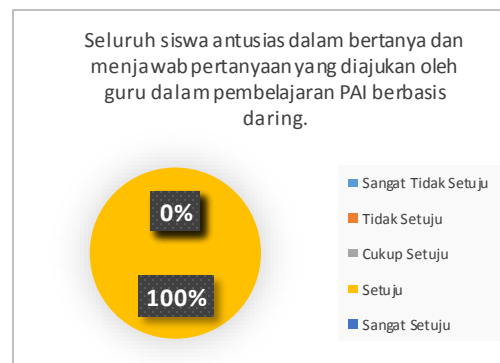 Seluruh siswa antusias dalam bertanya dan
menjawab pertanyaan yang diajukan oleh
guru dalam pembelajaran PAI berbasis
daring.
0%
100%
Sangat Tidak Setuju
Tidak Setuju
Cukup Setuju
Setuju
Sangat Setuju